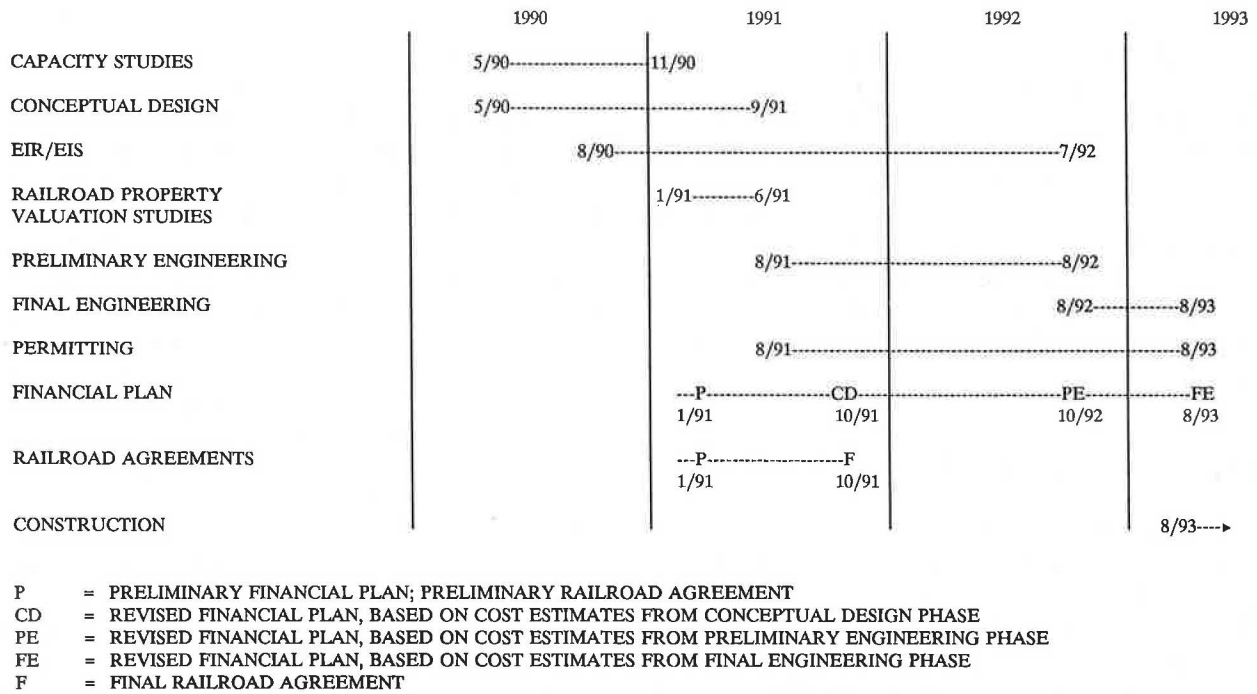 1990 1991 1992 1993
CAPACITY STUDIES 5/90 11/90
CONCEPTUAL DESIGN 5/90 9/91
EIR/EIS 8/90 7/92
RAILROAD PROPERTY 1/91 6/91
VALUATION STUDIES
PRELIMINARY ENGINEERING 8/91 8/92
FINAL ENGINEERING 8/92 8/93
PERMITTING 8/91 8/93
FINANCIAL PLAN P CD PE FE
1/91 10/91 10/92 8/93
RAILROAD AGREEMENTS P F
1/91 10/91
CONSTRUCTION 8/93
P = PRELIMINARY FINANCIAL PLAN; PRELIMINARY RAILROAD AGREEMENT
CD = REVISED FINANCIAL PLAN, BASED ON COST ESTIMATES FROM CONCEPTUAL DESIGN PHASE
PE = REVISED FINANCIAL PLAN, BASED ON COST ESTIMATES FROM PRELIMINARY ENGINEERING PHASE
FE = REVISED FINANCIAL PLAN, BASED ON COST ESTIMATES FROM FINAL ENGINEERING PHASE
F = FINAL RAILROAD AGREEMENT